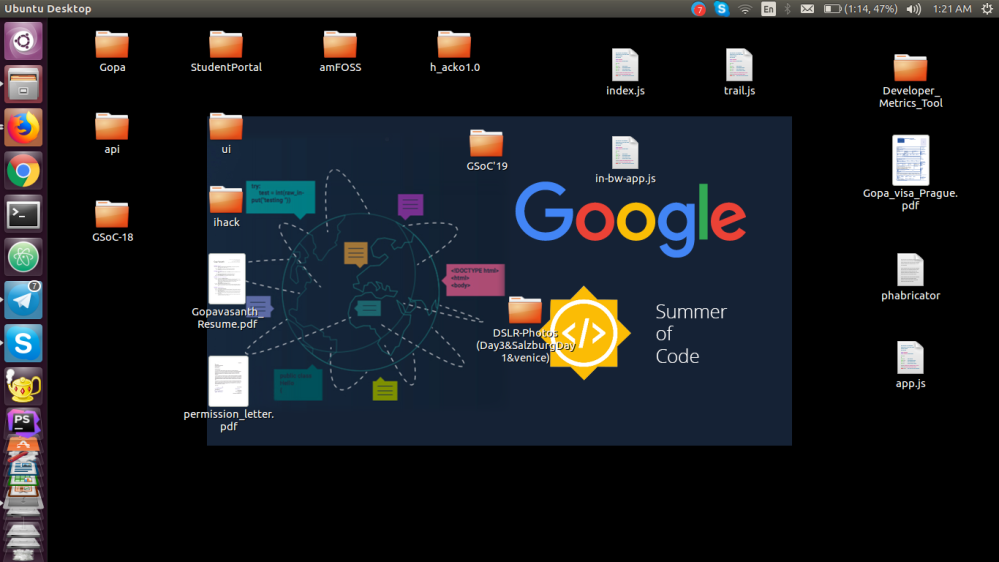 Ubuntu Desktop
7
En
(1:14, 47%)
1:21 AM
Gopa
StudentPortal
amFOSS
h_acko1.0
index.js
trail.js
Developer_
Metrics_Tool
api
ui
GSoC'19
in-bw-app.js
Gopa_visa_Prague.
pdf
GSoC-18
ihack
try:
Google
<!DOCTYPE html>
<html>
<body>
7
Gopavasanth_
Resume.pdf
phabricator
DSLR-Photos
(Day3&SalzburgDay
1&venice)
</>
Summer
of
Code
app.js
permission_letter.
pdf
PS